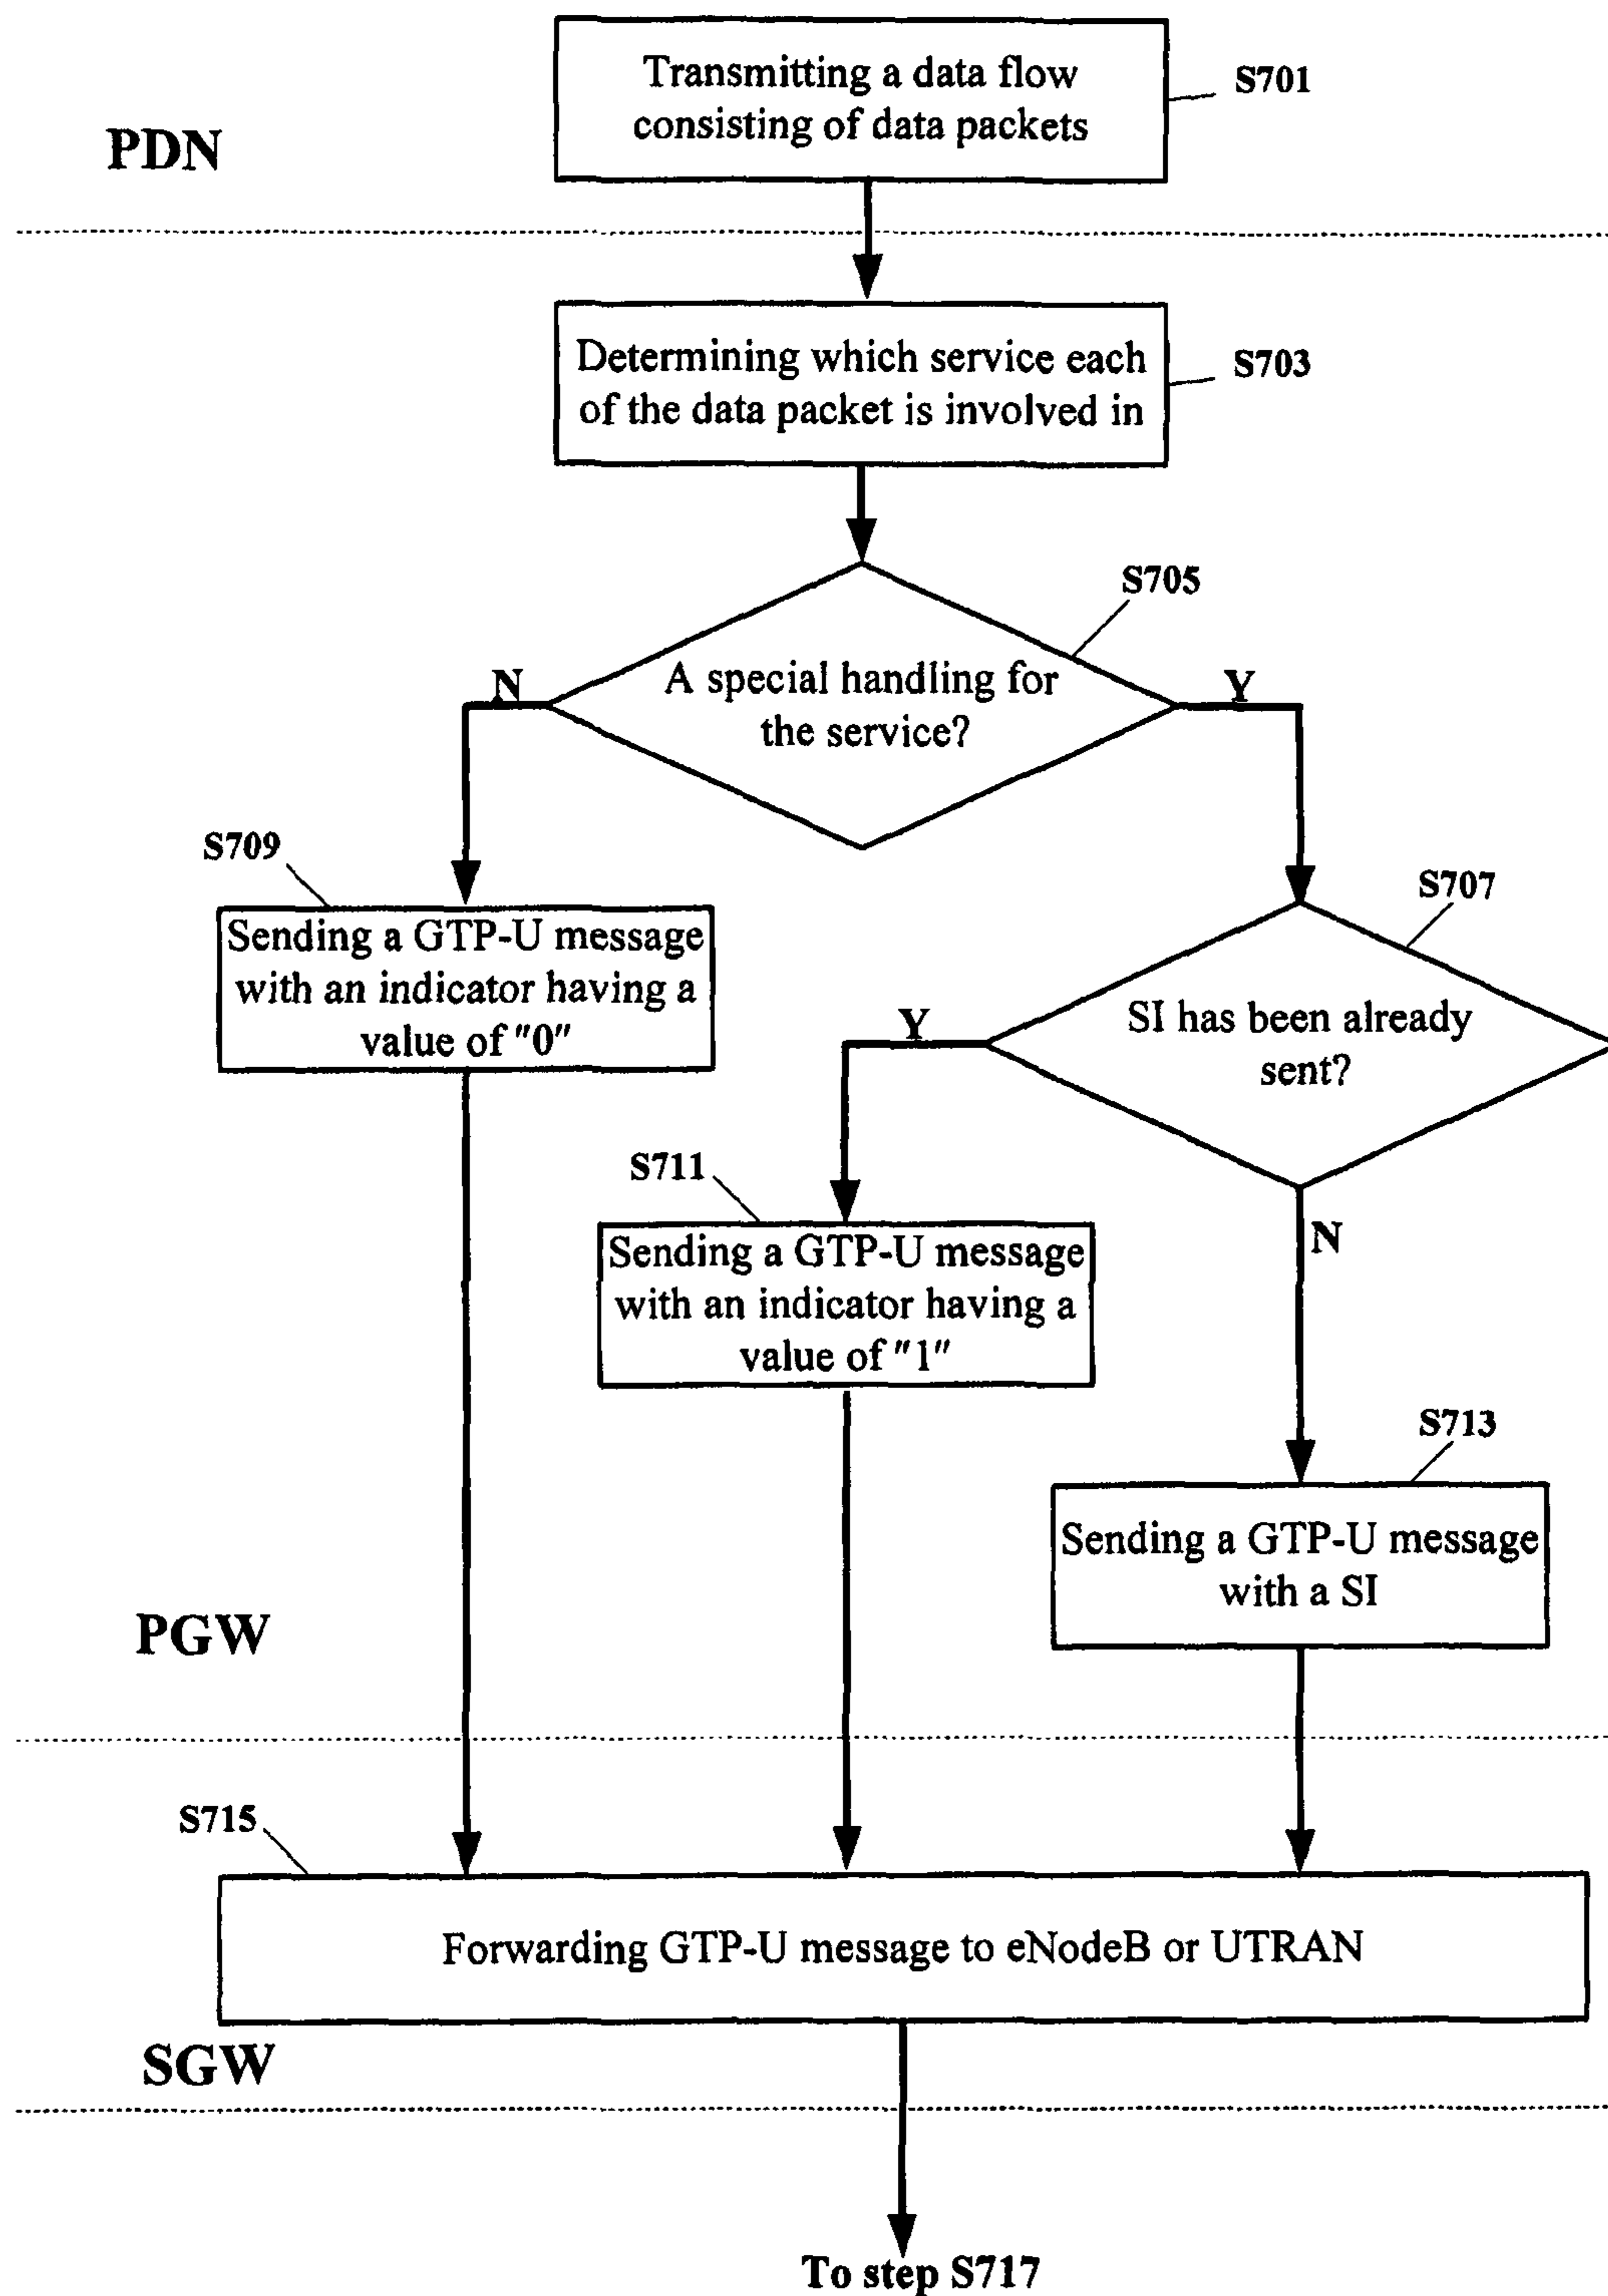 Transmitting a data flow
consisting of data packets
S701
PDN
Determining which service each
of the data packet is involved in
S703
S705
A special handling for
the service?
N
Y
S709
Sending a GTP-U message
with an indicator having a
value of "0"
S707
SI has been already
sent?
Y
N
S711
Sending a GTP-U message
with an indicator having a
value of "1"
S713
Sending a GTP-U message
with a SI
PGW
S715
Forwarding GTP-U message to eNodeB or UTRAN
SGW
To step S717